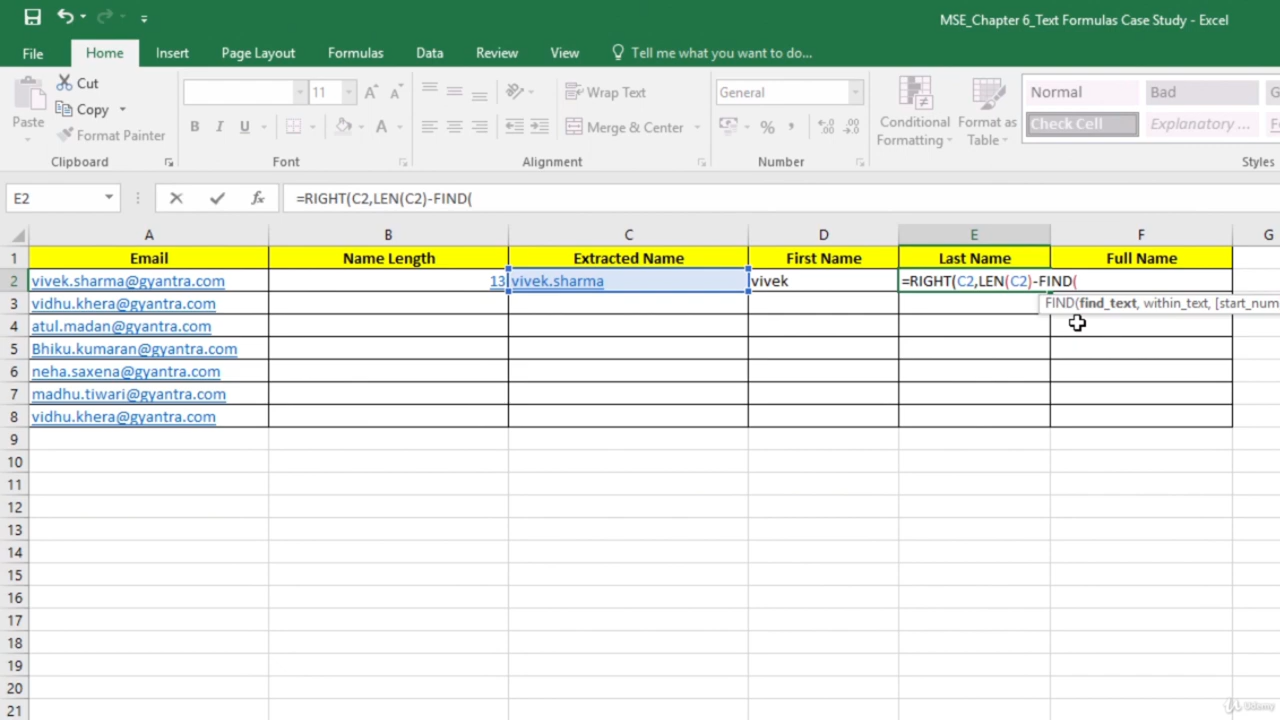 MSE_Chapter 6_Text Formulas Case Study - Excel
File Home Insert Page Layout Formulas Data Review View Tell me what you want to do...
Paste Cut Copy Format Painter
11 A A Wrap Text General Normal Bad G
B I U A Merge & Center % , Conditional Formatting Format as Table Check Cell Explanatory ...
Clipboard Font Alignment Number Styles
E2 fx =RIGHT(C2,LEN(C2)-FIND(
A B C D E F G
1 Email Name Length Extracted Name First Name Last Name Full Name
2 vivek.sharma@gyantra.com 13 vivek.sharma vivek =RIGHT(C2,LEN(C2)-FIND(
3 vidhu.khera@gyantra.com FIND(find_text, within_text, [start_num
4 atul.madan@gyantra.com
5 Bhiku.kumaran@gyantra.com
6 neha.saxena@gyantra.com
7 madhu.tiwari@gyantra.com
8 vidhu.khera@gyantra.com
9
10
11
12
13
14
15
16
17
18
19
20
21
Udemy